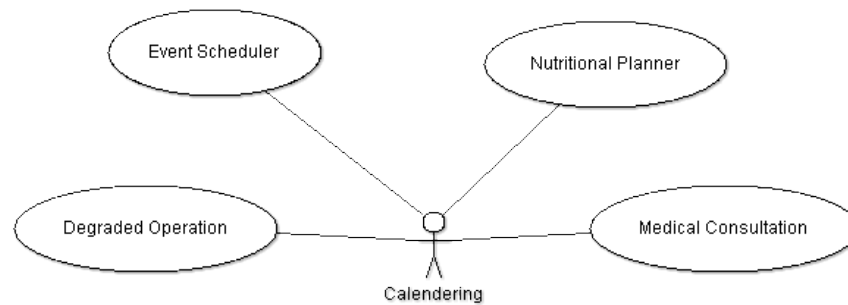 Event Scheduler
Nutritional Planner
Degraded Operation
Medical Consultation
Calendering